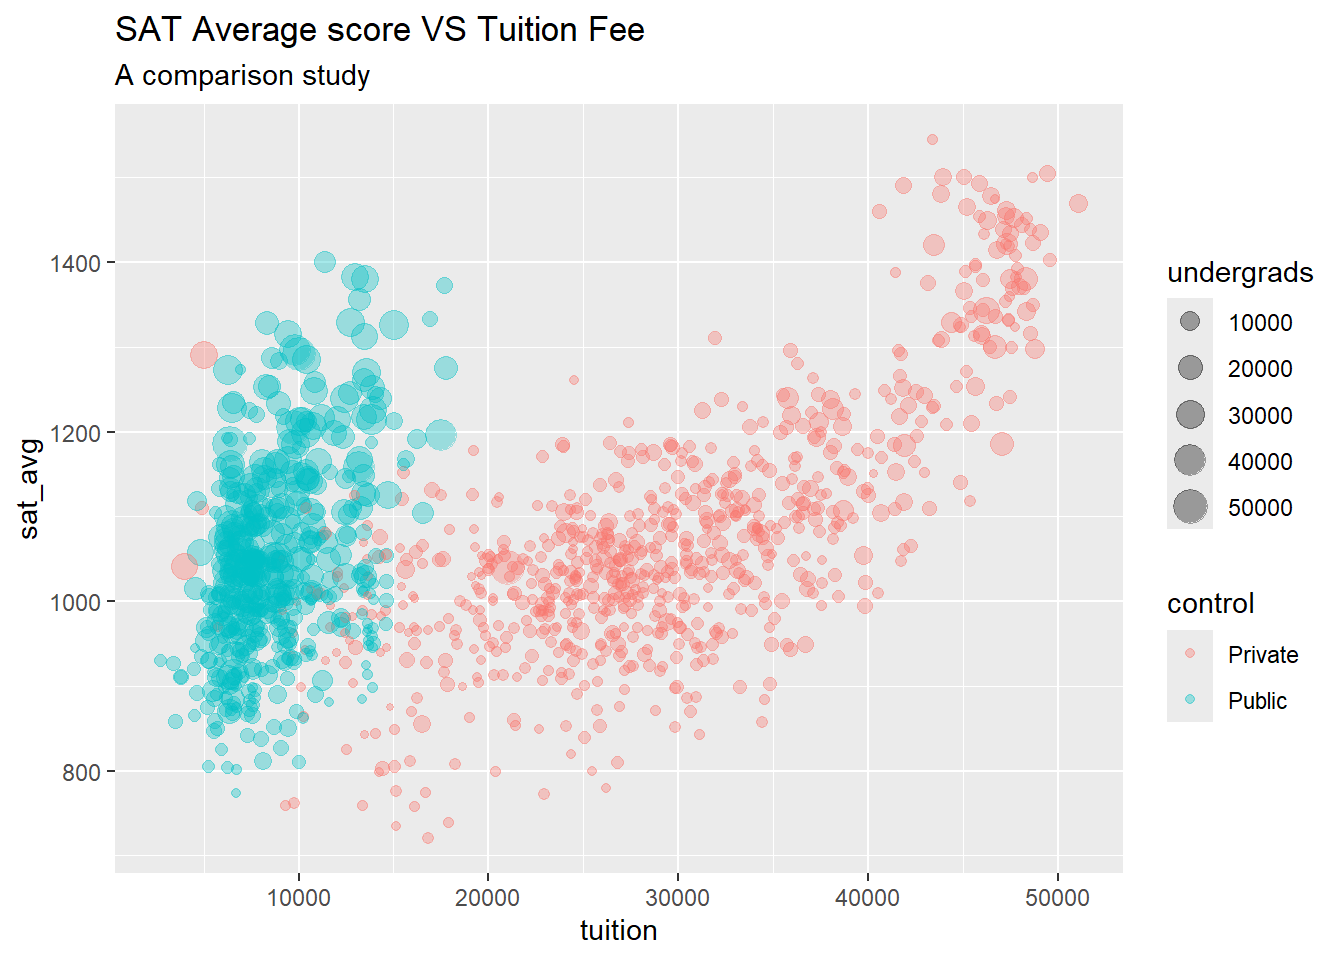 SAT Average score VS Tuition Fee
A comparison study
sat_avg
1400
1200
1000
800
10000 20000 30000 40000 50000
tuition
undergrads
10000
20000
30000
40000
50000
control
Private
Public